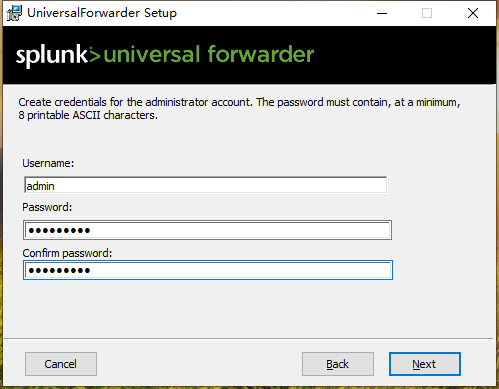 UniversalForwarder Setup
splunk> universal forwarder
Create credentials for the administrator account. The password must contain, at a minimum,
8 printable ASCII characters.
Username:
admin
Password:
●●●●●●●●●
Confirm password:
●●●●●●●●●
Cancel
Back
Next